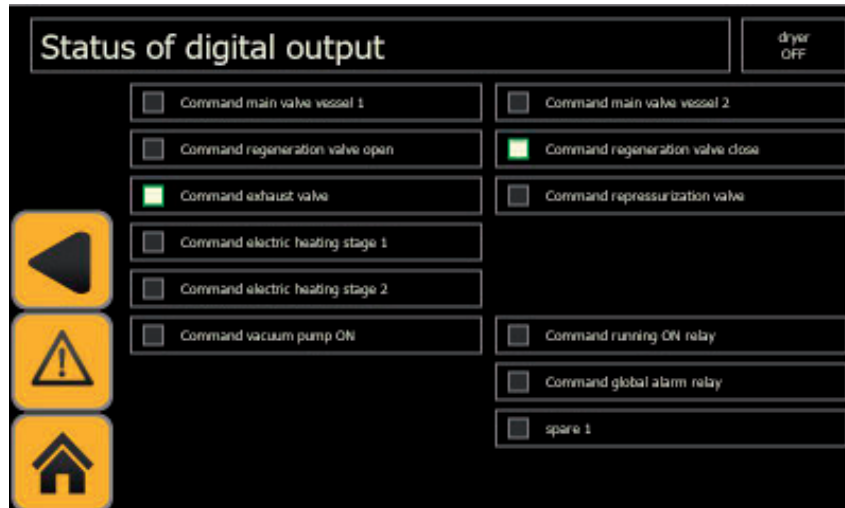 Status of digital output
dryer
OFF
Command main valve vessel 1
Command main valve vessel 2
Command regeneration valve open
Command regeneration valve close
Command exhaust valve
Command repressurization valve
Command electric heating stage 1
Command electric heating stage 2
Command vacuum pump ON
Command running ON relay
Command global alarm relay
spare 1